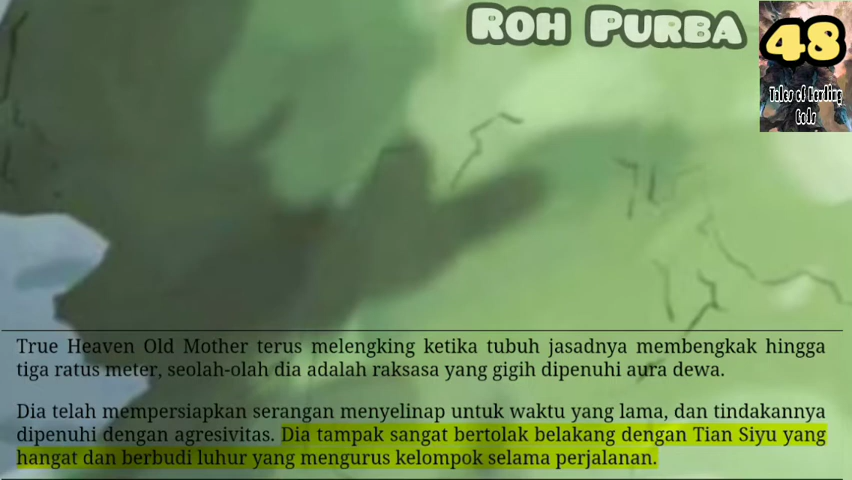 ROH PURBA
48
Tales of Herding
Gods
True Heaven Old Mother terus melengking ketika tubuh jasadnya membengkak hingga
tiga ratus meter, seolah-olah dia adalah raksasa yang gigih dipenuhi aura dewa.
Dia telah mempersiapkan serangan menyelinap untuk waktu yang lama, dan tindakannya
dipenuhi dengan agresivitas. Dia tampak sangat bertolak belakang dengan Tian Siyu yang
hangat dan berbudi luhur yang mengurus kelompok selama perjalanan.